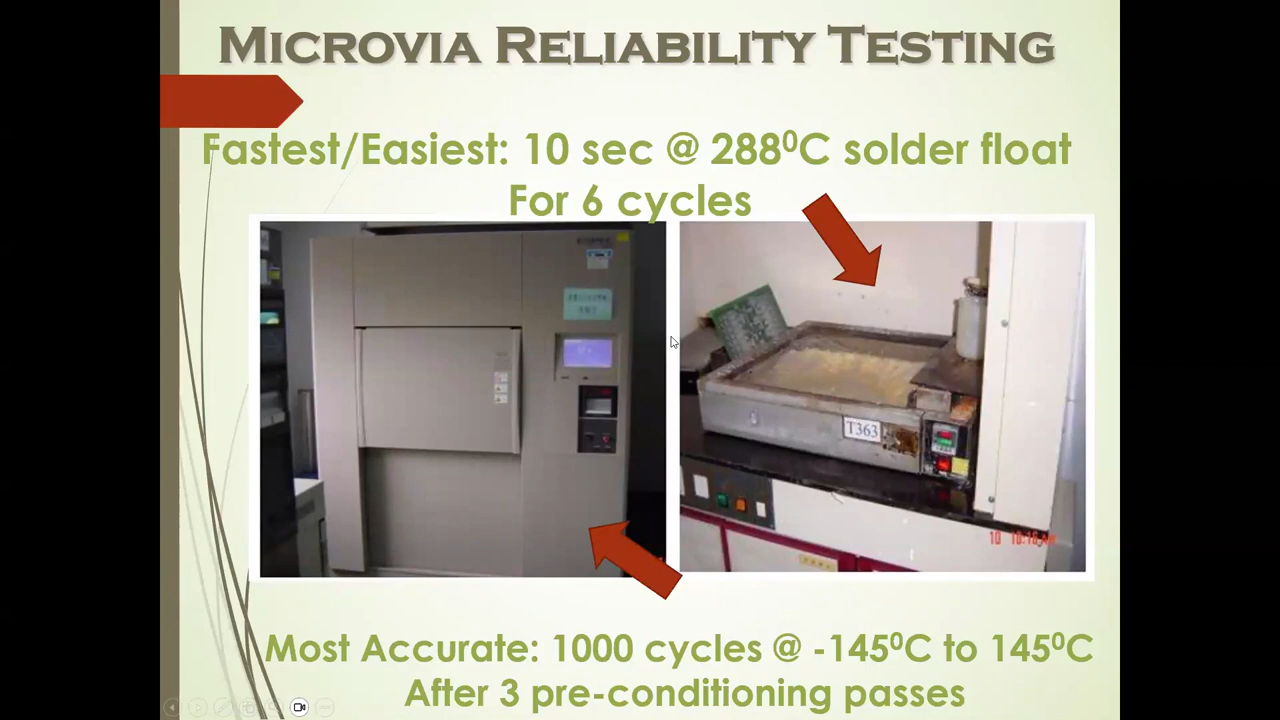 MICROVIA RELIABILITY TESTING
Fastest/Easiest: 10 sec @ 288⁰C solder float
For 6 cycles
T363
Most Accurate: 1000 cycles @ -145⁰C to 145⁰C
After 3 pre-conditioning passes